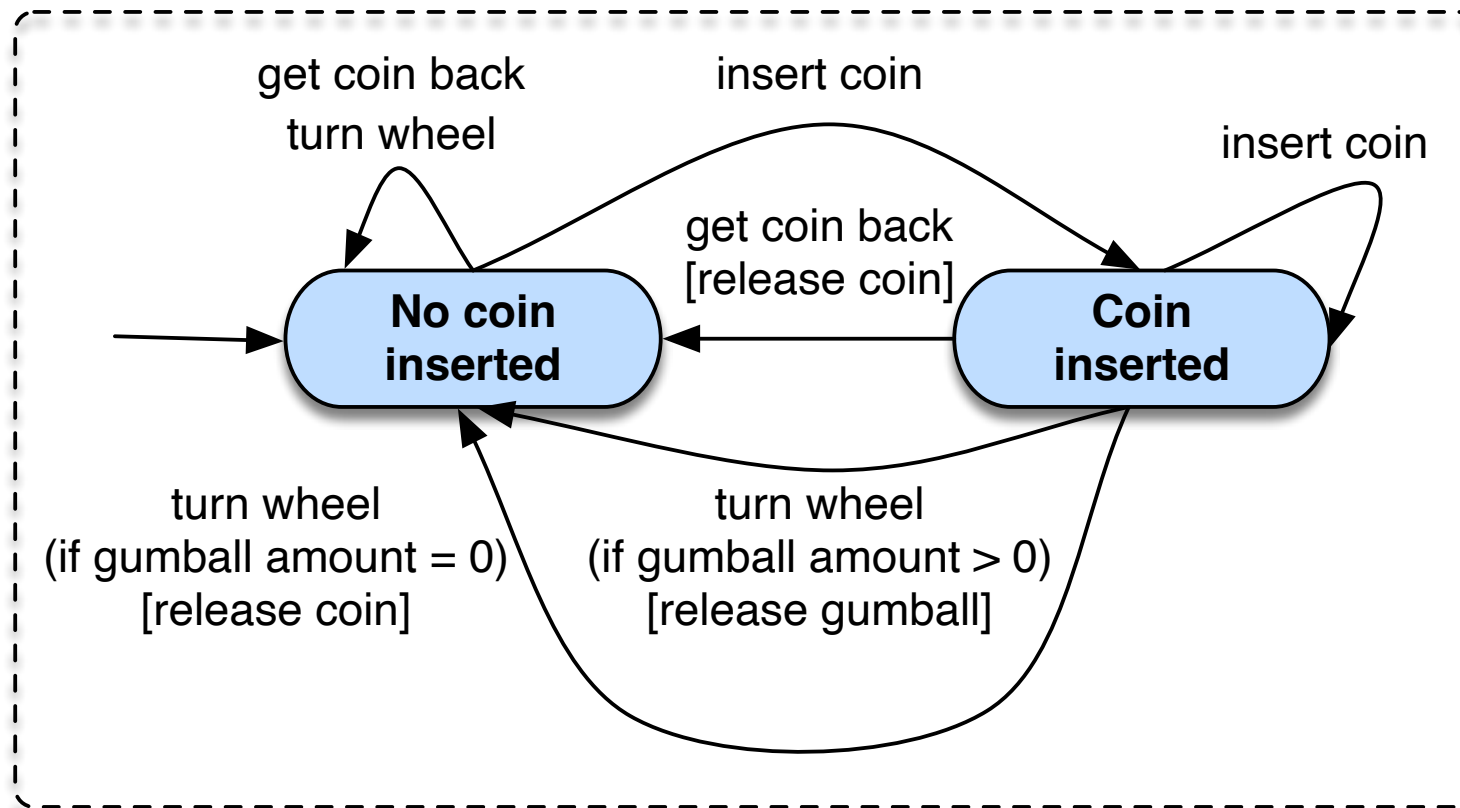 get coin back
turn wheel
insert coin
insert coin
get coin back
[release coin]
No coin
inserted
Coin
inserted
turn wheel
(if gumball amount = 0)
[release coin]
turn wheel
(if gumball amount > 0)
[release gumball]